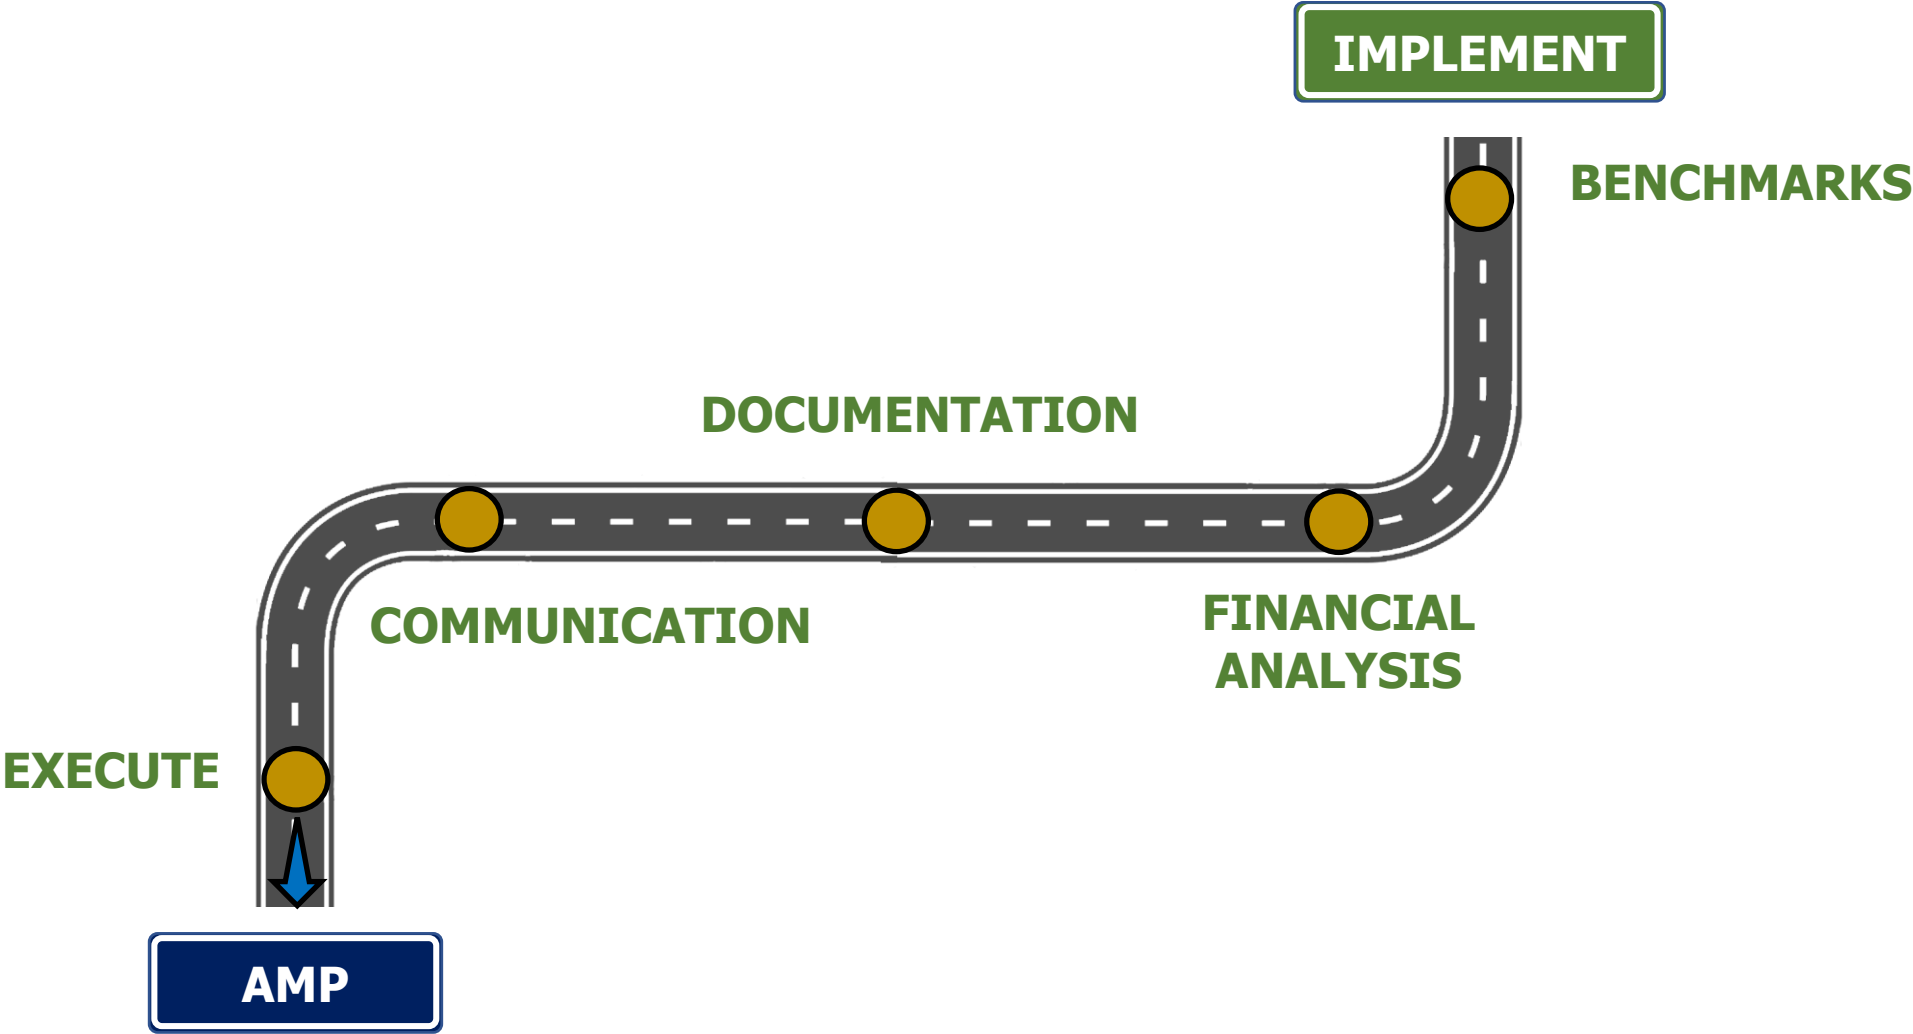 IMPLEMENT
BENCHMARKS
DOCUMENTATION
COMMUNICATION
FINANCIAL
ANALYSIS
EXECUTE
AMP